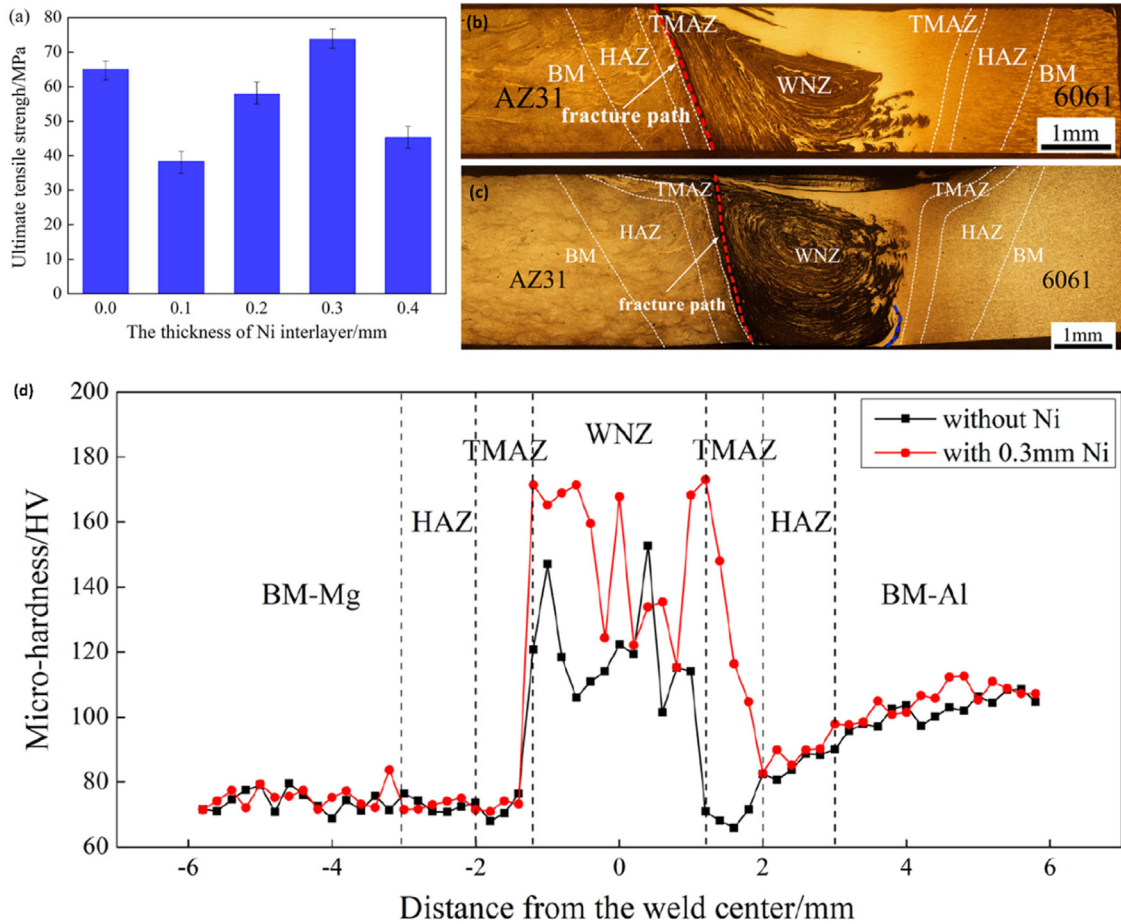 (a)
80
70
60
50
40
30
20
10
0
Ultimate tensile strengh/MPa
0.0 0.1 0.2 0.3 0.4
The thickness of Ni interlayer/mm
(b)
TMAZ
HAZ
BM
AZ31
fracture path
WNZ
TMAZ
HAZ
BM
6061
1mm
(c)
TMAZ
HAZ
BM
AZ31
fracture path
WNZ
TMAZ
HAZ
BM
6061
1mm
(d)
200
180
160
140
120
100
80
60
Micro-hardness/HV
without Ni
with 0.3mm Ni
BM-Mg
HAZ
TMAZ
WNZ
TMAZ
HAZ
BM-Al
-6 -4 -2 0 2 4 6
Distance from the weld center/mm